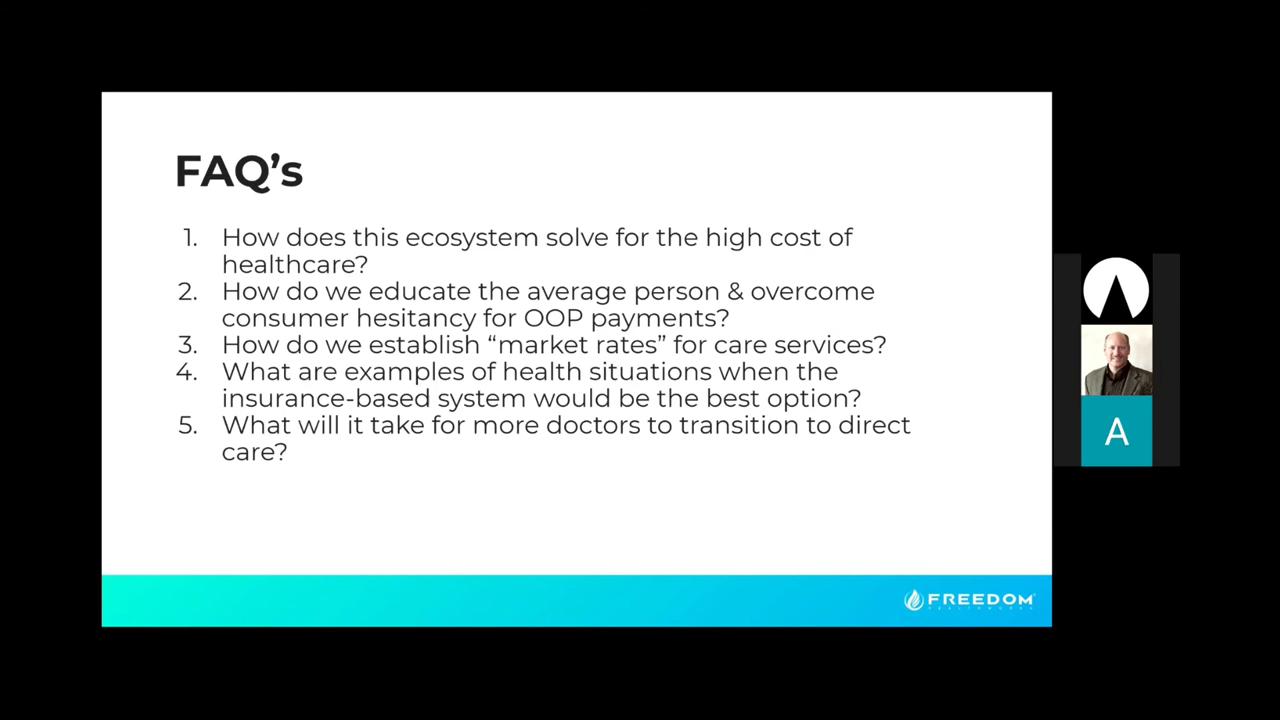 FAQ’s
1. How does this ecosystem solve for the high cost of
healthcare?
2. How do we educate the average person & overcome
consumer hesitancy for OOP payments?
3. How do we establish “market rates” for care services?
4. What are examples of health situations when the
insurance-based system would be the best option?
5. What will it take for more doctors to transition to direct
care?
A
FREEDOM
HEALTHWORKS